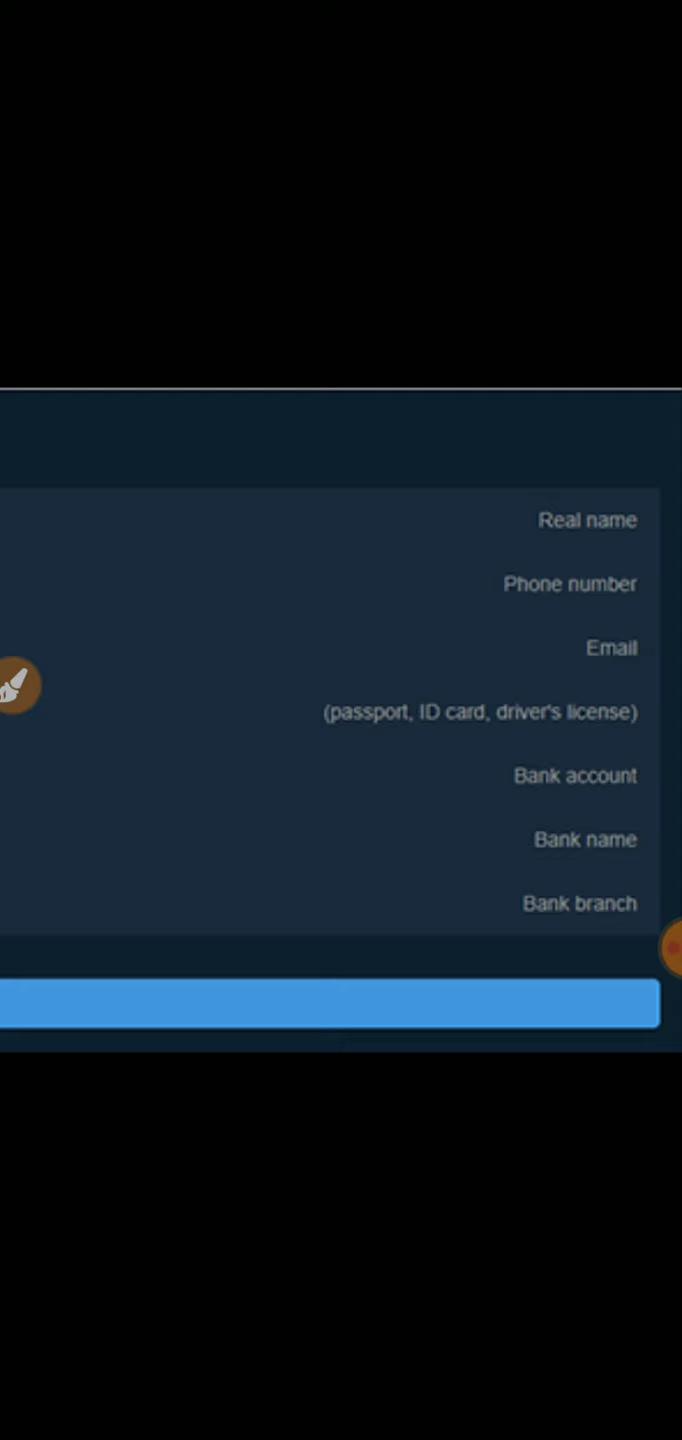 Real name
Phone number
Email
(passport, ID card, driver's license)
Bank account
Bank name
Bank branch